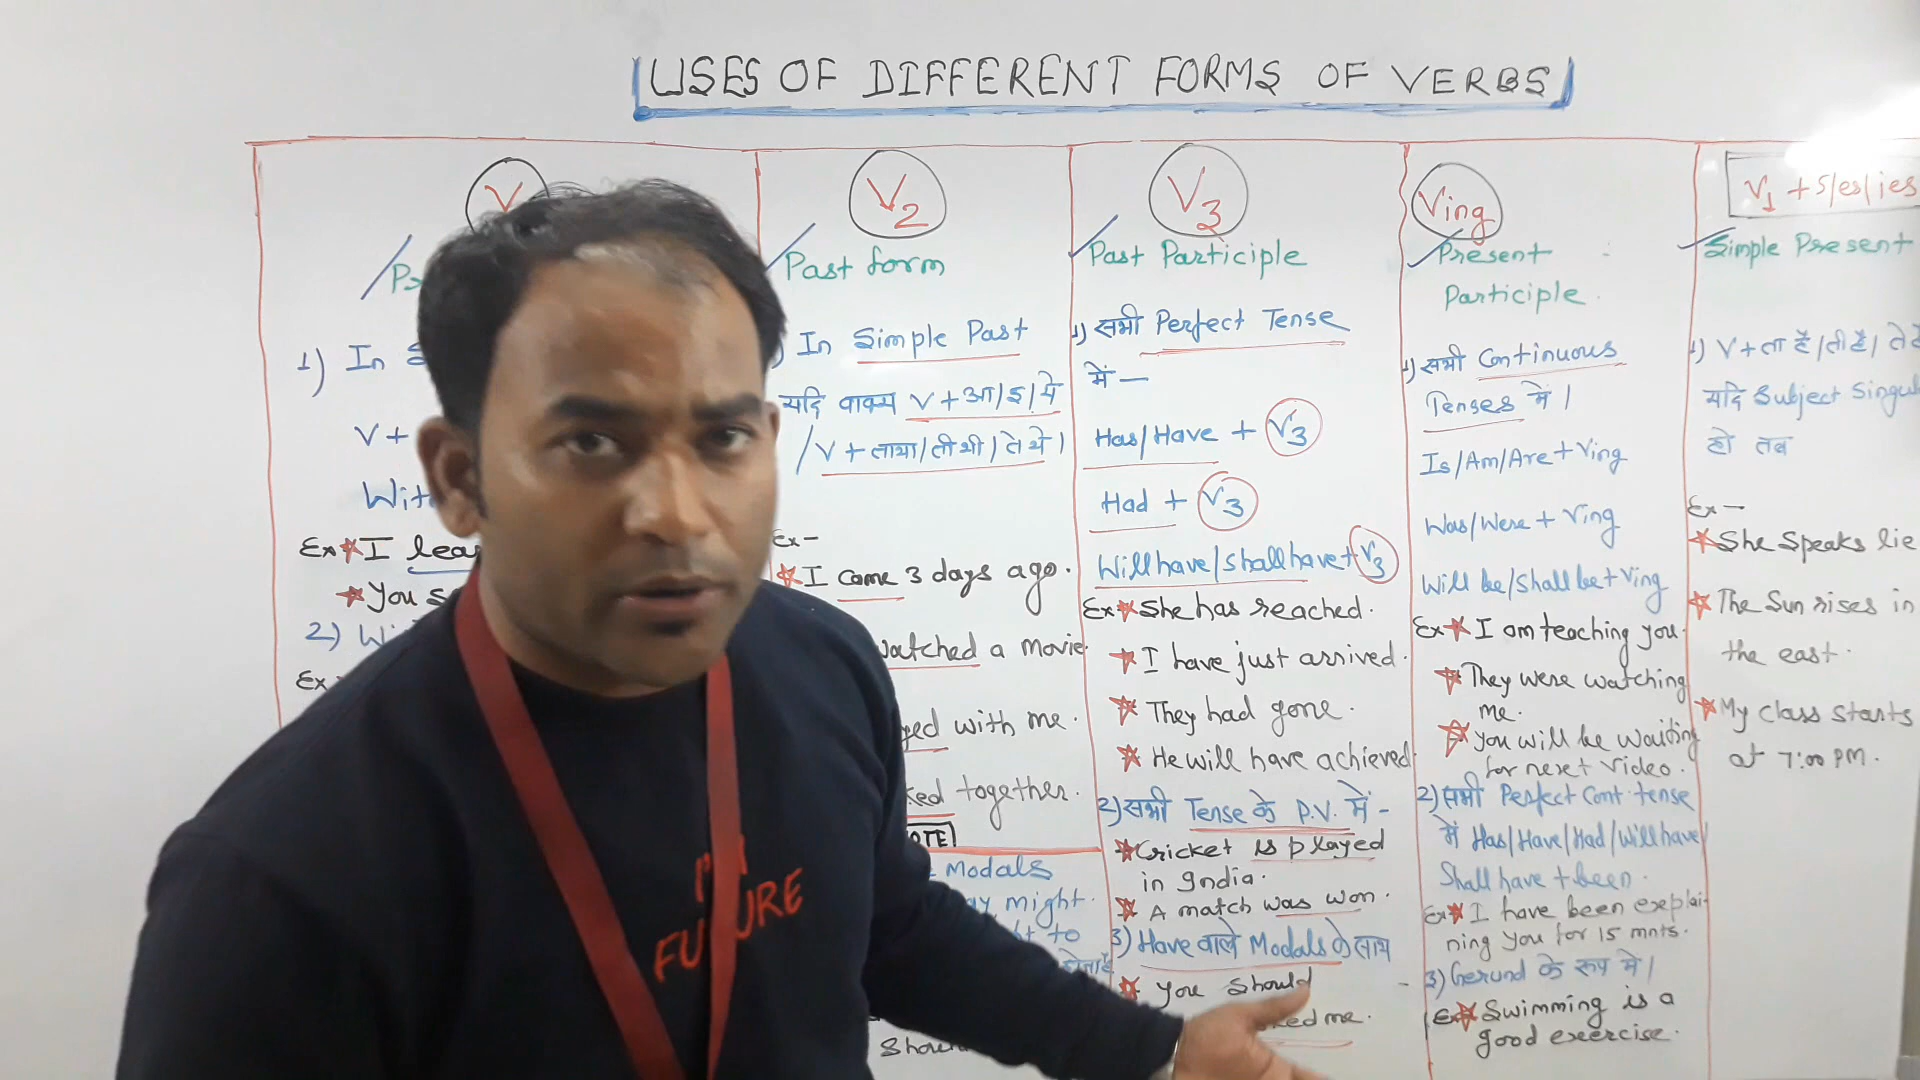 USES OF DIFFERENT FORMS OF VERBS
V
1) In
V +
Ex ★ I
★ You
2)
Ex
V2
Past form
In Simple Past
यदि वाक्य V + आ/इ/ये
/V + ताथा/तीथी/ते थे।
Ex-
★ I came 3 days ago.
watched a movie.
with me.
together.
Modals
might
to
V3
Past Participle
1) सभी Perfect Tense
में —
Has/Have + V3
Had + V3
Will have/Shall have + V3
Ex ★ She has reached.
★ I have just arrived.
★ They had gone.
★ He will have achieved
2) सभी Tense के P.V. में -
★ Cricket is played
in India.
★ A match was won.
3) Have वाले Modals के साथ
★ You should
me.
Ving
Present
Participle.
1) सभी Continuous
Tenses में।
Is/Am/Are + Ving
Was/Were + Ving
Will be/Shall be + Ving
Ex ★ I am teaching you.
★ They were watching
me.
★ You will be waiting
for next video.
2) सभी Perfect Cont. tense
में Has/Have/Had/Will have/
Shall have + been.
Ex ★ I have been explai-
ning you for 15 mnts.
3) Gerund के रूप में।
Ex ★ Swimming is a
good exercise.
V1 + s/es/ies
Simple Present
1) V + ता है/ती है/ते
यदि Subject
हो तब
Ex —
★ She speaks lie
★ The Sun rises in
the east.
★ My class starts
at 7:00 PM.
FUTURE